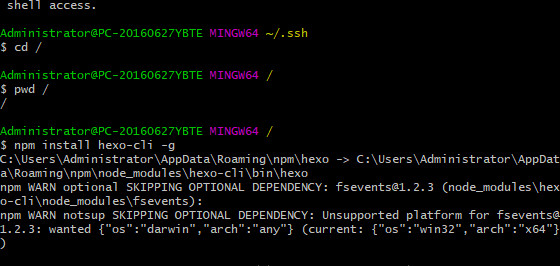 shell access.
Administrator@PC-20160627YBTE MINGW64 ~/.ssh
$ cd /
Administrator@PC-20160627YBTE MINGW64 /
$ pwd /
/
Administrator@PC-20160627YBTE MINGW64 /
$ npm install hexo-cli -g
C:\Users\Administrator\AppData\Roaming\npm\hexo -> C:\Users\Administrator\AppDat
a\Roaming\npm\node_modules\hexo-cli\bin\hexo
npm WARN optional SKIPPING OPTIONAL DEPENDENCY: fsevents@1.2.3 (node_modules\hex
o-cli\node_modules\fsevents):
npm WARN notsup SKIPPING OPTIONAL DEPENDENCY: Unsupported platform for fsevents@
1.2.3: wanted {"os":"darwin","arch":"any"} (current: {"os":"win32","arch":"x64"}
)